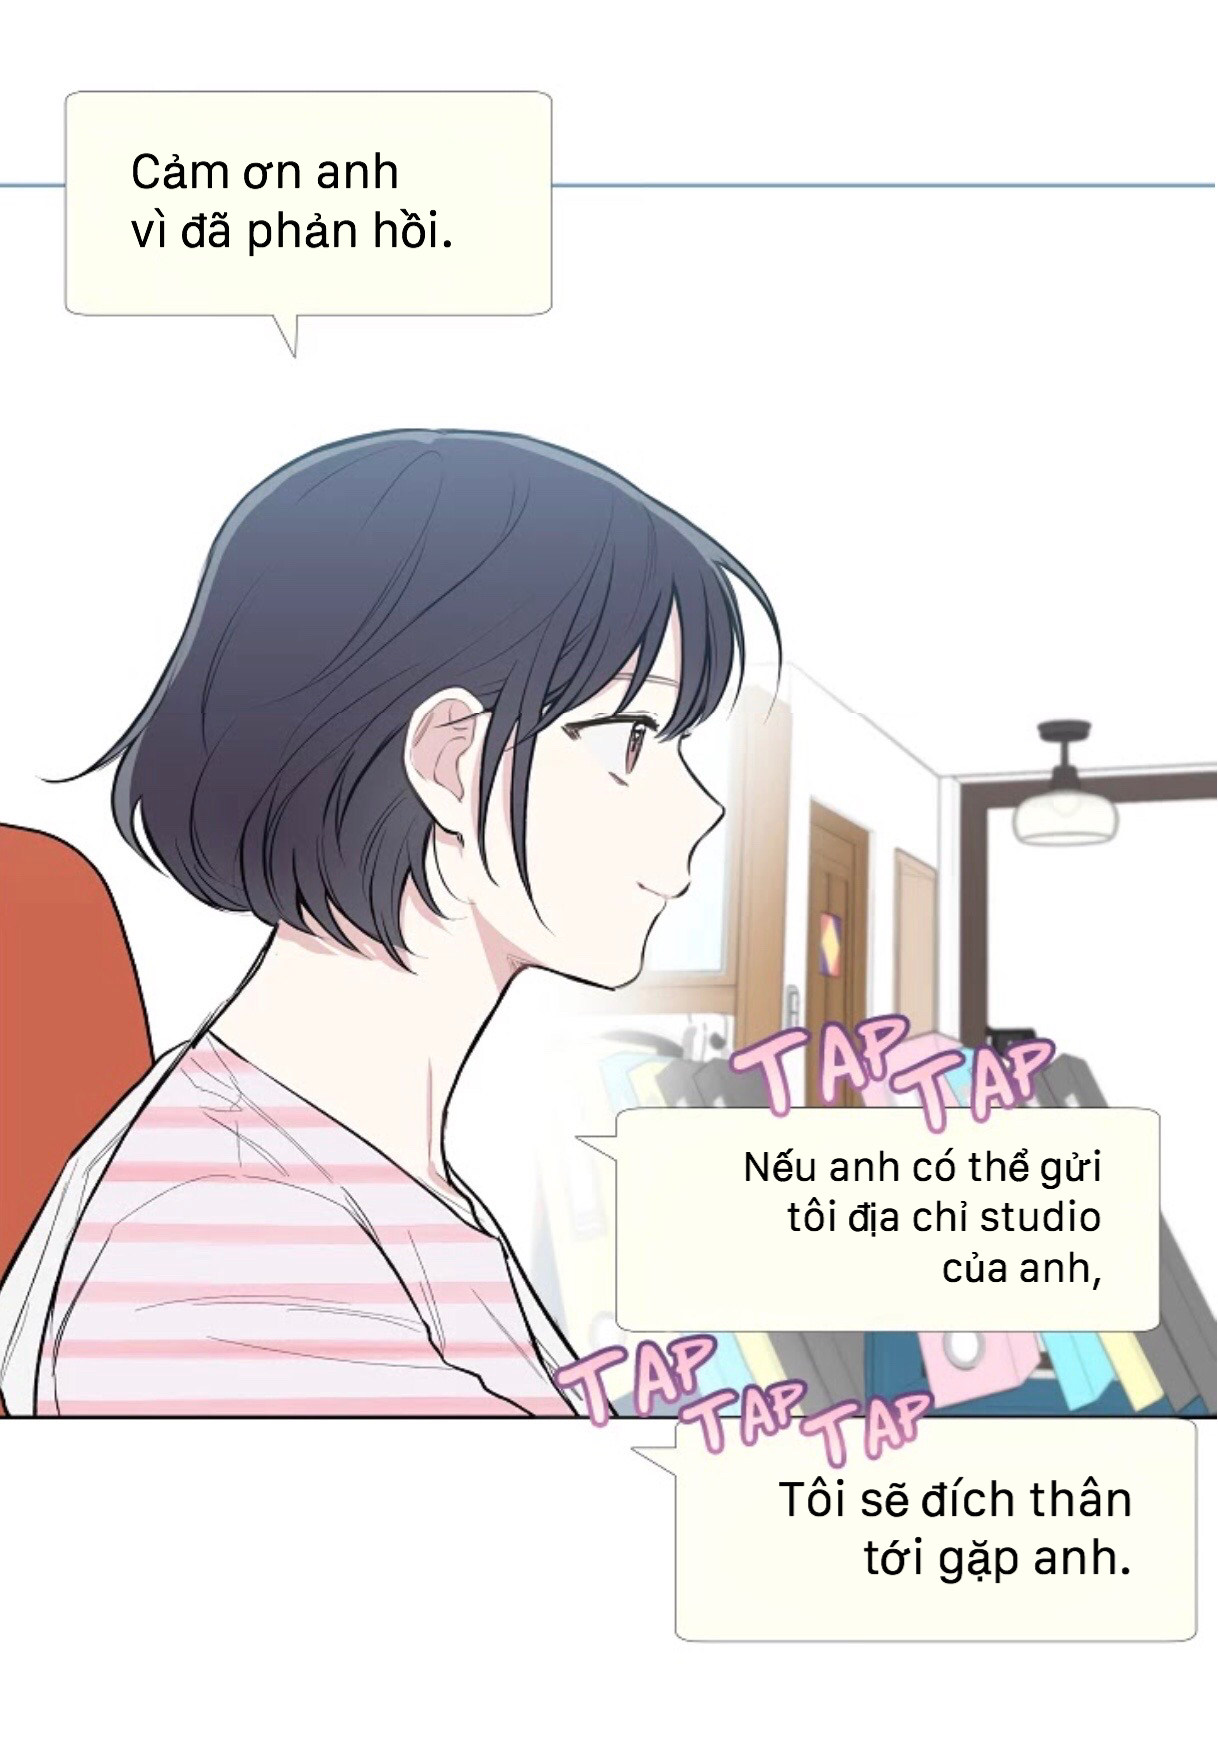 Cảm ơn anh
vì đã phản hồi.
TAP
TAP
Nếu anh có thể gửi
tôi địa chỉ studio
của anh,
TAP
TAP
TAP
Tôi sẽ đích thân
tới gặp anh.